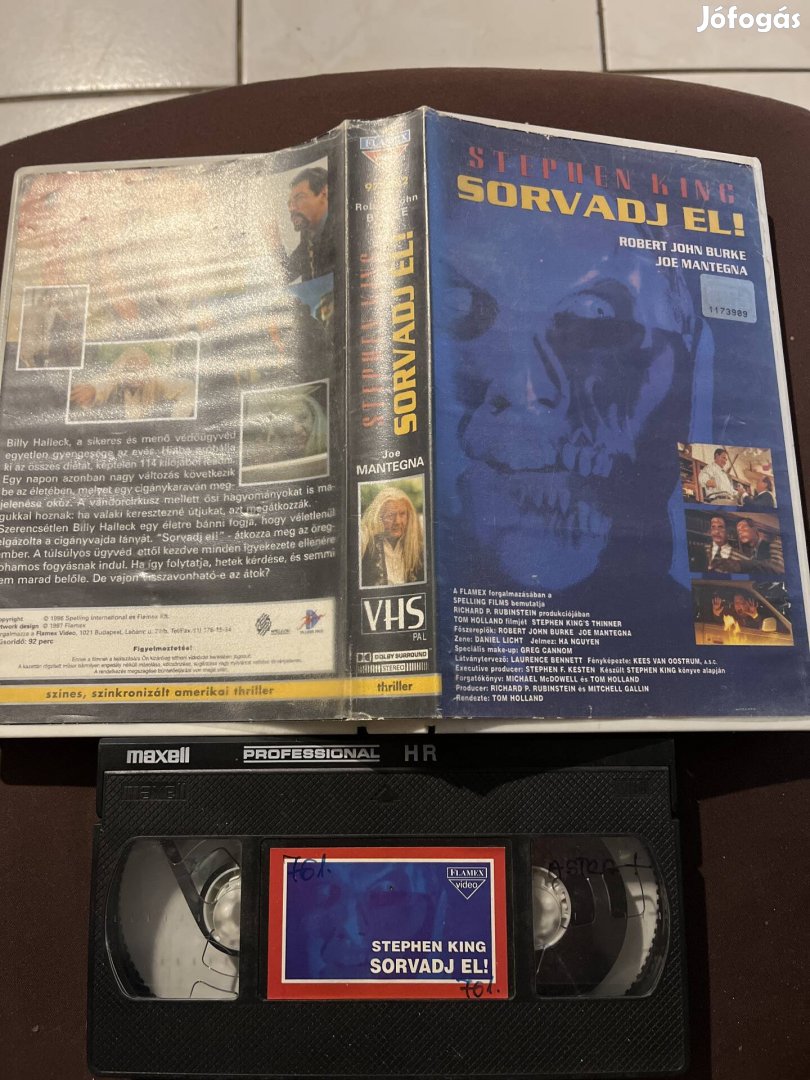 Jófogás
STEPHEN KING
SORVADJ EL!
ROBERT JOHN BURKE
JOE MANTEGNA
1173909
A FLAMEX forgalmazásában a
SPELLING FILMS bemutatja
RICHARD P. RUBINSTEIN produkciójában
TOM HOLLAND filmjét STEPHEN KING'S THINNER
Főszereplők: ROBERT JOHN BURKE JOE MANTEGNA
Zene: DANIEL LICHT Jelmez: HA NGUYEN
Speciális make-up: GREG CANNOM
Látványtervező: LAURENCE BENNETT Fényképezte: KEES VAN OOSTRUM, A.S.C.
Executive producer: STEPHEN F. KESTEN Készült STEPHEN KING könyve alapján
Forgatókönyv: MICHAEL McDOWELL és TOM HOLLAND
Producer: RICHARD P. RUBINSTEIN és MITCHELL GALLIN
Rendezte: TOM HOLLAND
FLAMEX
STEPHEN KING
SORVADJ EL!
Joe
MANTEGNA
VHS
PAL
DOLBY SURROUND
STEREO
thriller
Billy Halleck, a sikeres és menő védőügyvéd
egyetlen gyengesége az evés. Hiába próbálja
ki az összes diétát, képtelen 114 kilójából
Egy napon azonban nagy változás következik
be az életében, melyet egy cigánykaraván meg-
jelenése okoz. A vándorcirkusz mellett ősi hagyományokat is ma-
gukkal hoznak: ha valaki keresztezné útjukat, azt megátkozzák.
Szerencsétlen Billy Halleck egy életre bánni fogja, hogy véletlenül
elgázolta a cigányvajda lányát. "Sorvadj el!" - átkozza meg az öreg-
ember. A túlsúlyos ügyvéd ettől kezdve minden igyekezete ellenére
rohamos fogyásnak indul. Ha így folytatja, hetek kérdése, és semmi
nem marad belőle. De vajon visszavonható-e az átok?
copyright © 1996 Spelling International és Flamex Kft.
Artwork design © 1997 Flamex
Forgalmazza a Flamex Video, 1021 Budapest,
Műsoridő: 92 perc
Figyelmeztetés!
színes, szinkronizált amerikai thriller
maxell PROFESSIONAL HR
maxell
701.
ASTRA
FLAMEX
video
STEPHEN KING
SORVADJ EL!
701.